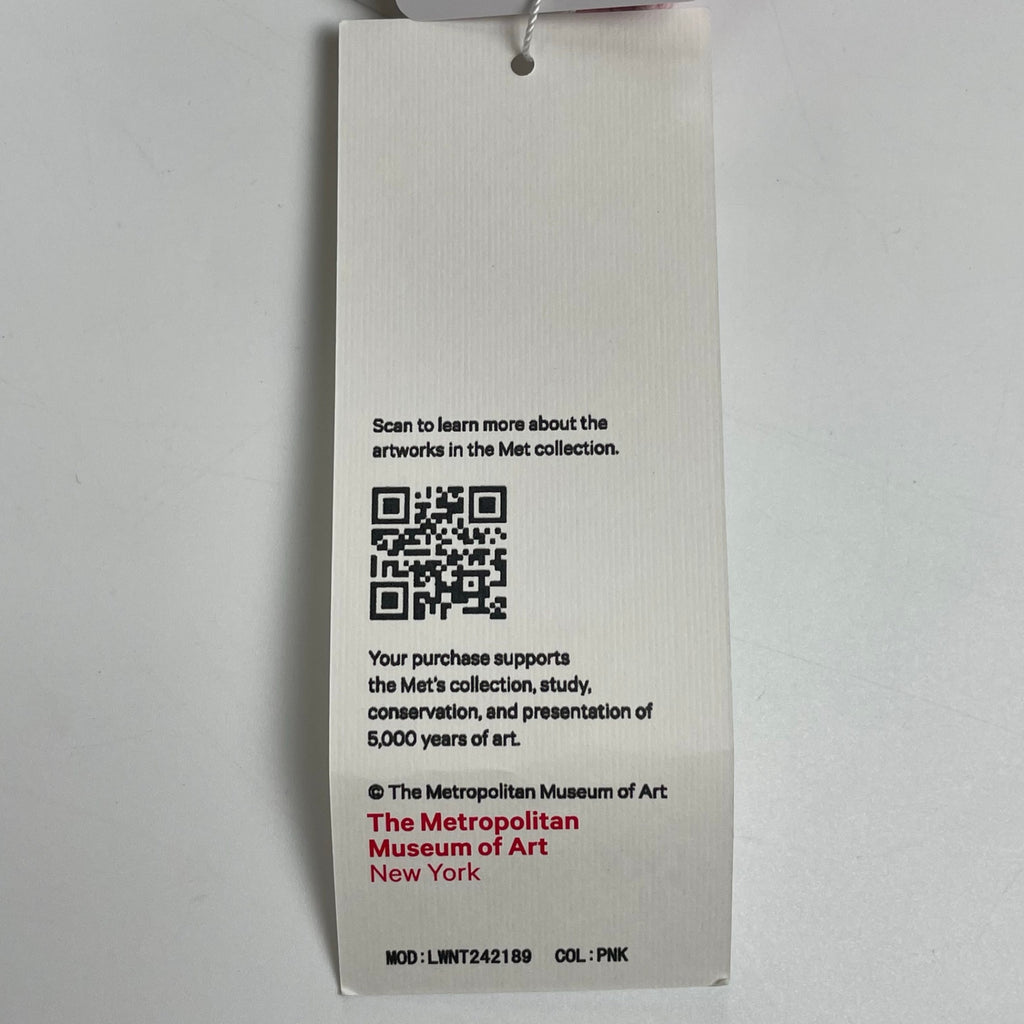 Scan to learn more about the
artworks in the Met collection.
Your purchase supports
the Met's collection, study,
conservation, and presentation of
5,000 years of art.
© The Metropolitan Museum of Art
The Metropolitan
Museum of Art
New York
MOD:LWNT242189 COL:PNK